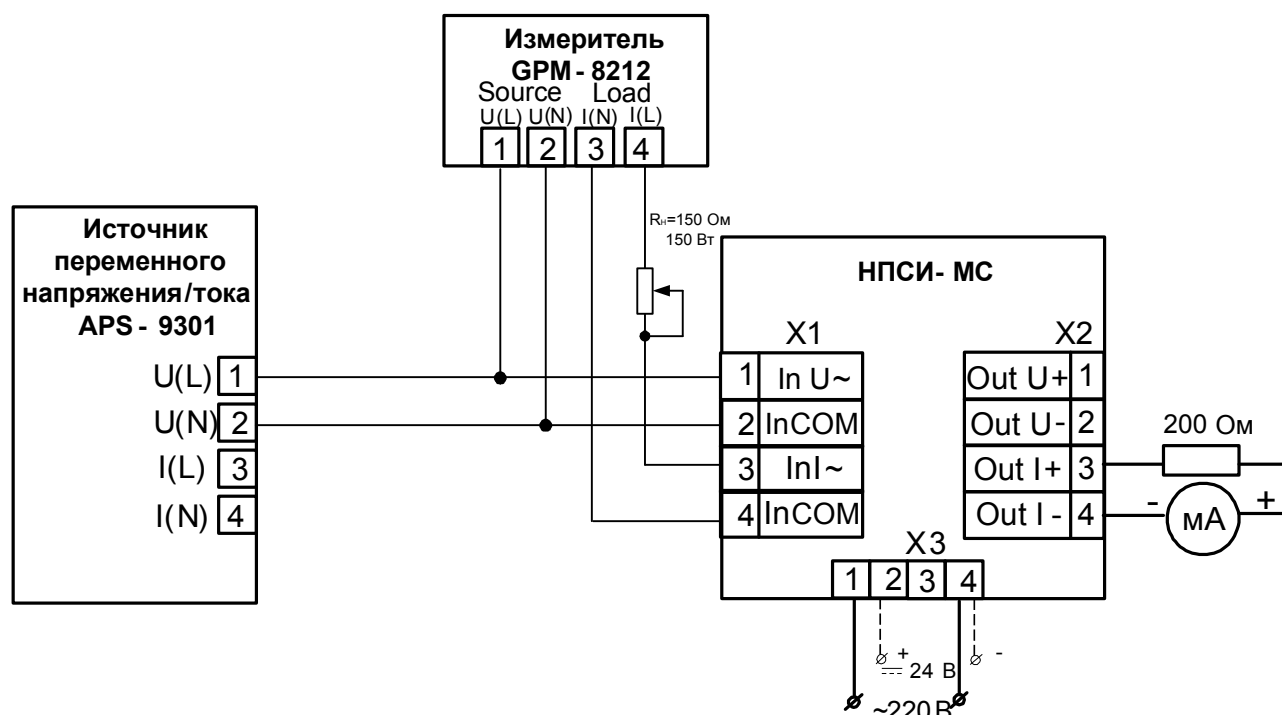 Измеритель
GPM - 8212
Source Load
U(L) U(N) I(N) I(L)
1 2 3 4
Rн=150 Ом
150 Вт
Источник
переменного
напряжения/тока
APS - 9301
U(L) 1
U(N) 2
I(L) 3
I(N) 4
НПСИ- МС
X1
1 In U~
2 InCOM
3 InI~
4 InCOM
X2
Out U+ 1
Out U- 2
Out I+ 3
Out I - 4
200 Ом
- мА +
X3
1 2 3 4
+ -
24 В
~220В